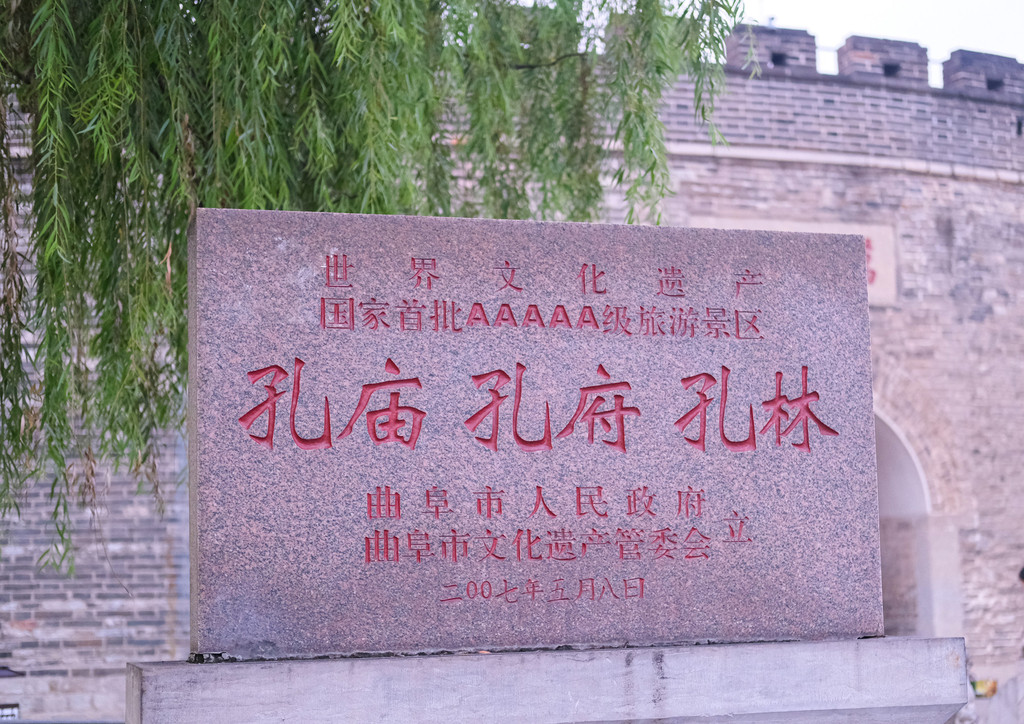 世界文化遗产
国家首批AAAAA级旅游景区
孔庙 孔府 孔林
曲阜市人民政府
曲阜市文化遗产管委会 立
二00七年五月八日